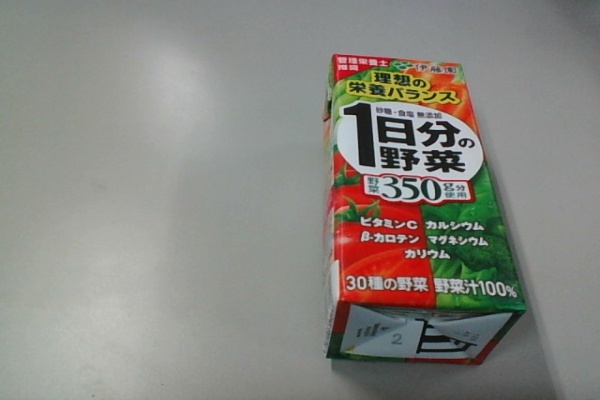 管理栄養士
推奨
伊藤園
理想の
栄養バランス
砂糖・食塩 無添加
1日分の
野菜
野菜350g分使用
ビタミンC カルシウム
β-カロテン マグネシウム
カリウム
30種の野菜 野菜汁100%
2